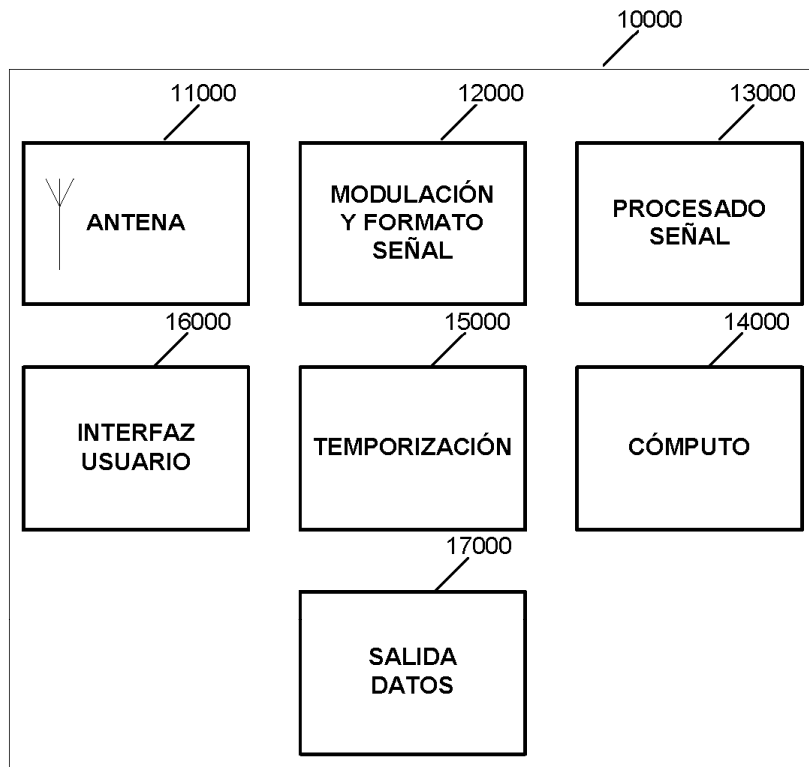 10000
11000
12000
13000
ANTENA
MODULACIÓN
Y FORMATO
SEÑAL
PROCESADO
SEÑAL
16000
15000
14000
INTERFAZ
USUARIO
TEMPORIZACIÓN
CÓMPUTO
17000
SALIDA
DATOS